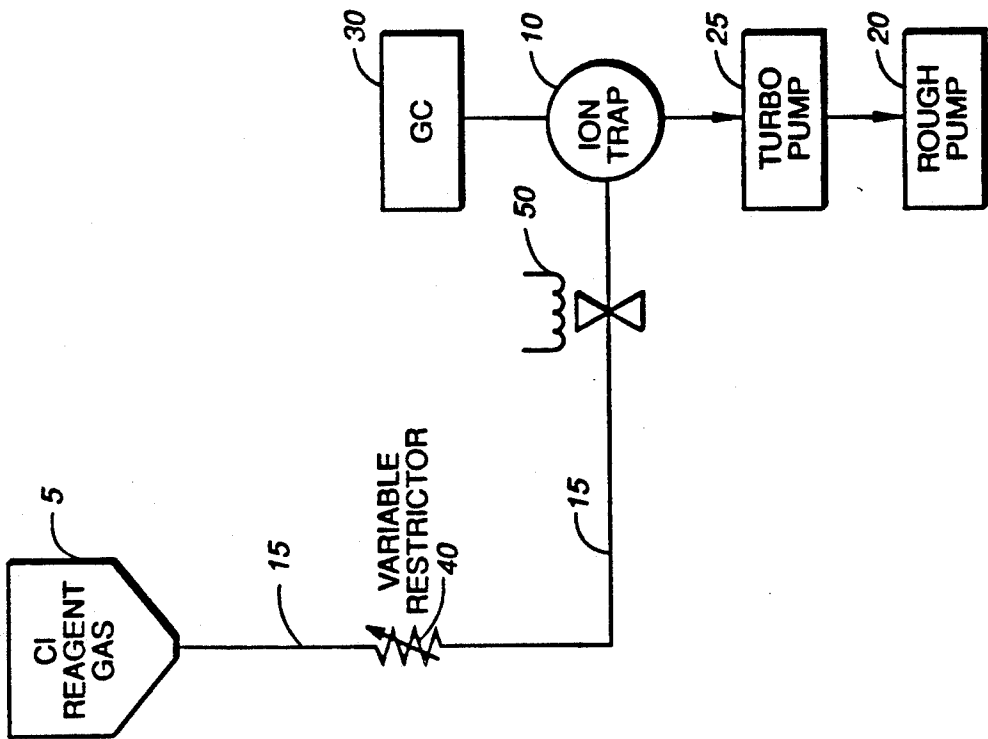 5
CI
REAGENT
GAS
15
VARIABLE
RESTRICTOR
40
15
50
30
GC
10
ION
TRAP
25
TURBO
PUMP
20
ROUGH
PUMP